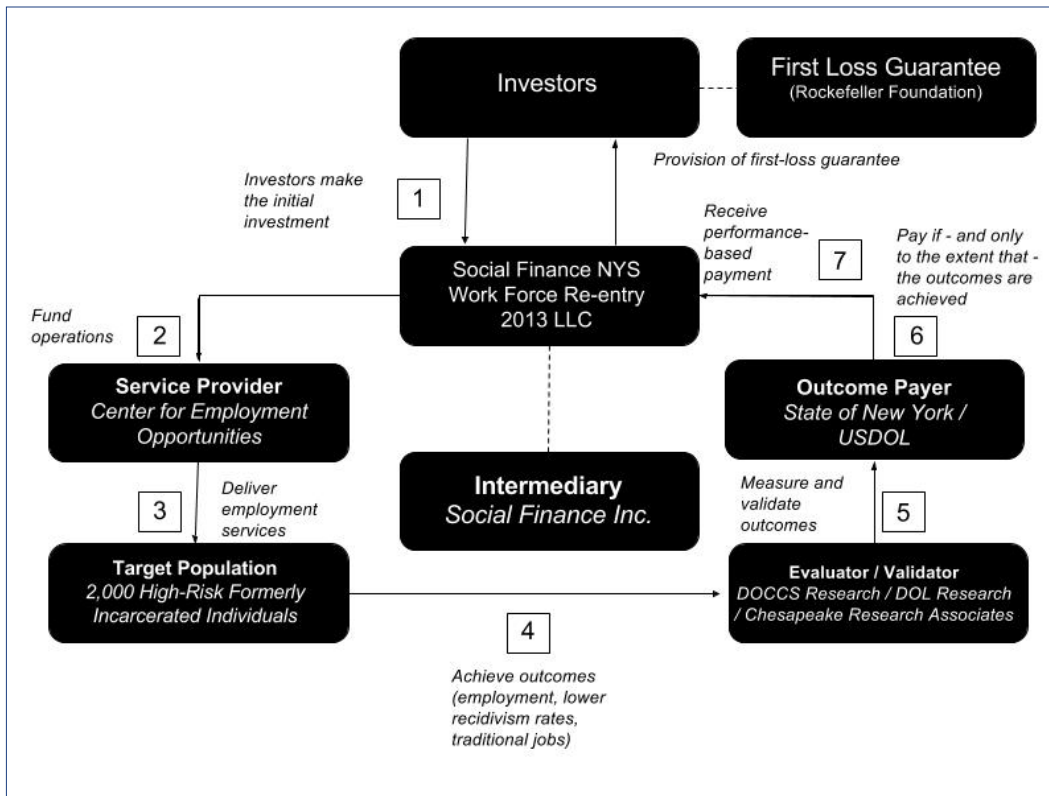 Investors
First Loss Guarantee
(Rockefeller Foundation)
Provision of first-loss guarantee
Investors make
the initial
investment
1
Receive
performance-
based
payment
7
Pay if - and only
to the extent that -
the outcomes are
achieved
Social Finance NYS
Work Force Re-entry
2013 LLC
Fund
operations
2
6
Service Provider
Center for Employment
Opportunities
Outcome Payer
State of New York /
USDOL
Intermediary
Social Finance Inc.
3
Deliver
employment
services
Measure and
validate
outcomes
5
Target Population
2,000 High-Risk Formerly
Incarcerated Individuals
Evaluator / Validator
DOCCS Research / DOL Research
/ Chesapeake Research Associates
4
Achieve outcomes
(employment, lower
recidivism rates,
traditional jobs)